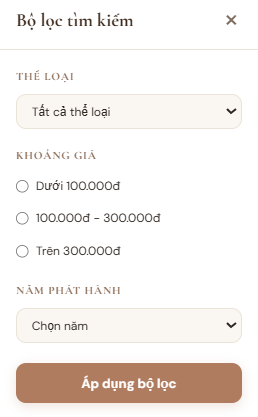 Bộ lọc tìm kiếm
THỂ LOẠI
Tất cả thể loại
KHOẢNG GIÁ
Dưới 100.000đ
100.000đ - 300.000đ
Trên 300.000đ
NĂM PHÁT HÀNH
Chọn năm
Áp dụng bộ lọc